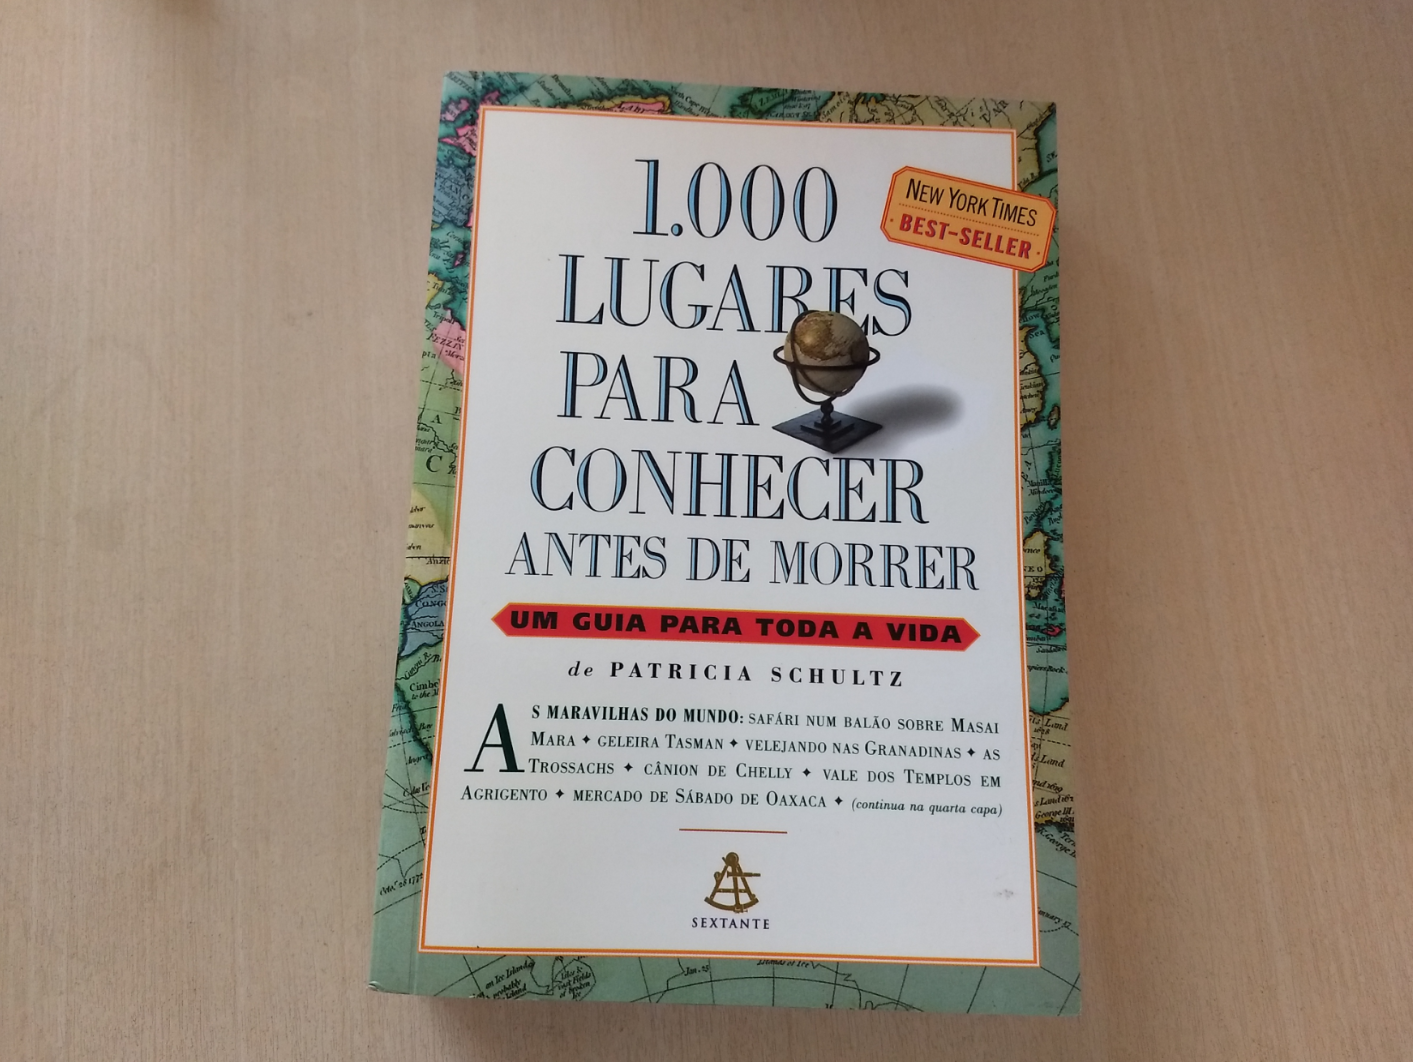 1.000
LUGARES
PARA
CONHECER
ANTES DE MORRER
NEW YORK TIMES
BEST-SELLER
UM GUIA PARA TODA A VIDA
de PATRICIA SCHULTZ
AS MARAVILHAS DO MUNDO: SAFÁRI NUM BALÃO SOBRE MASAI
MARA ✦ GELEIRA TASMAN ✦ VELEJANDO NAS GRANADINAS ✦ AS
TROSSACHS ✦ CÂNION DE CHELLY ✦ VALE DOS TEMPLOS EM
AGRIGENTO ✦ MERCADO DE SÁBADO DE OAXACA ✦ (continua na quarta capa)
SEXTANTE
CONGO
ANGOLA